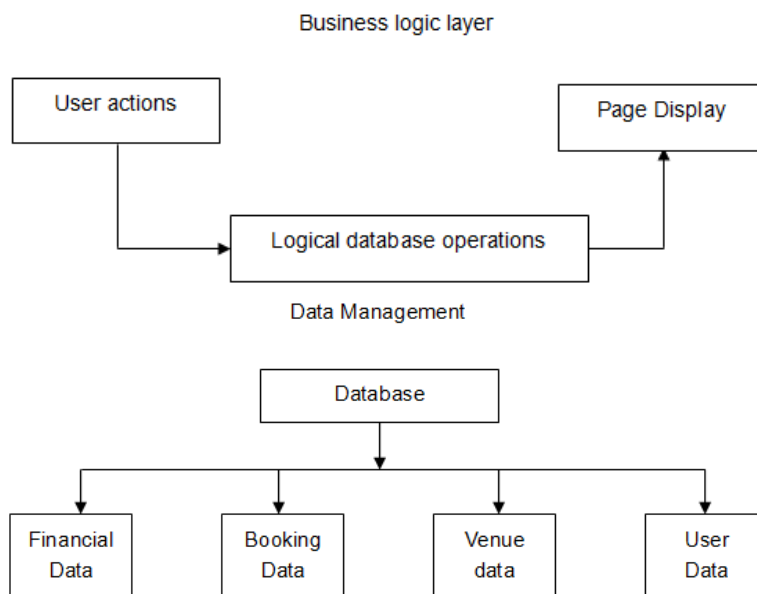 Business logic layer
User actions
Page Display
Logical database operations
Data Management
Database
Financial
Data
Booking
Data
Venue
data
User
Data